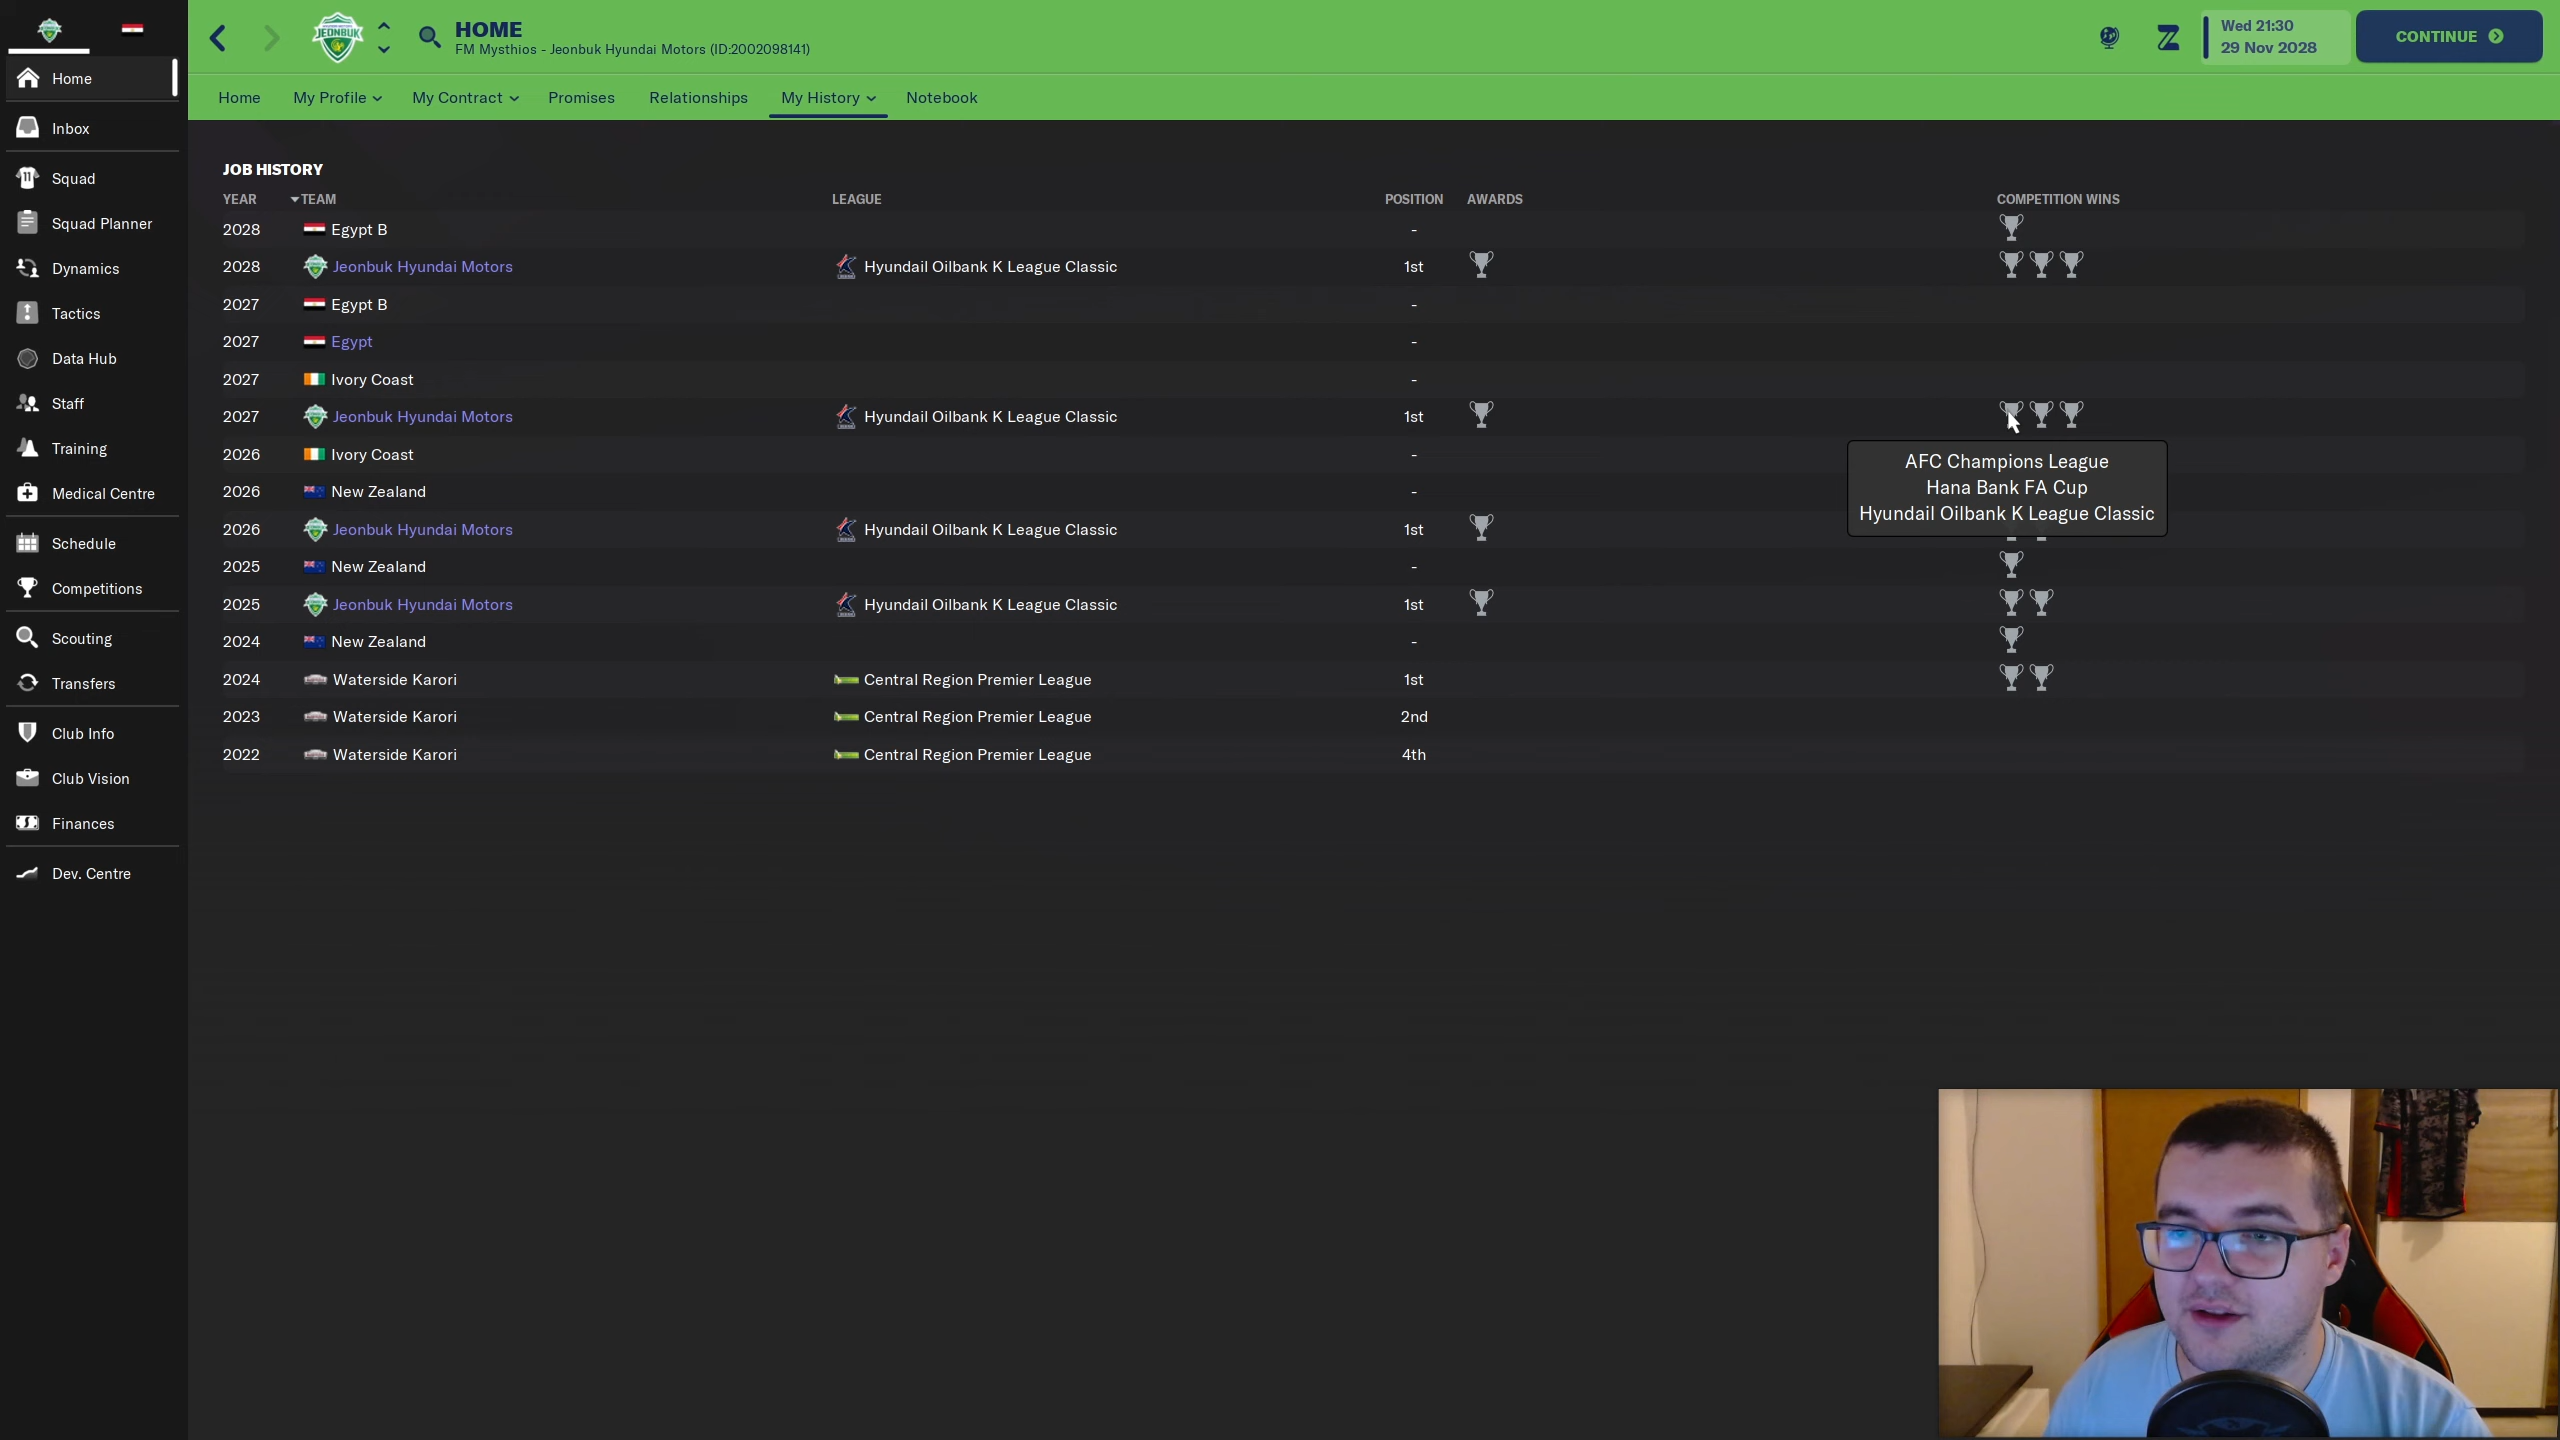 HOME
FM Mysthios - Jeonbuk Hyundai Motors (ID:2002098141)
Wed 21:30
29 Nov 2028
CONTINUE
Home
My Profile
My Contract
Promises
Relationships
My History
Notebook
Home
Inbox
Squad
Squad Planner
Dynamics
Tactics
Data Hub
Staff
Training
Medical Centre
Schedule
Competitions
Scouting
Transfers
Club Info
Club Vision
Finances
Dev. Centre
JOB HISTORY
YEAR TEAM LEAGUE POSITION AWARDS COMPETITION WINS
2028 Egypt B -
2028 Jeonbuk Hyundai Motors Hyundail Oilbank K League Classic 1st
2027 Egypt B -
2027 Egypt -
2027 Ivory Coast -
2027 Jeonbuk Hyundai Motors Hyundail Oilbank K League Classic 1st
2026 Ivory Coast -
2026 New Zealand -
2026 Jeonbuk Hyundai Motors Hyundail Oilbank K League Classic 1st
2025 New Zealand -
2025 Jeonbuk Hyundai Motors Hyundail Oilbank K League Classic 1st
2024 New Zealand -
2024 Waterside Karori Central Region Premier League 1st
2023 Waterside Karori Central Region Premier League 2nd
2022 Waterside Karori Central Region Premier League 4th
AFC Champions League
Hana Bank FA Cup
Hyundail Oilbank K League Classic
JEONBUK